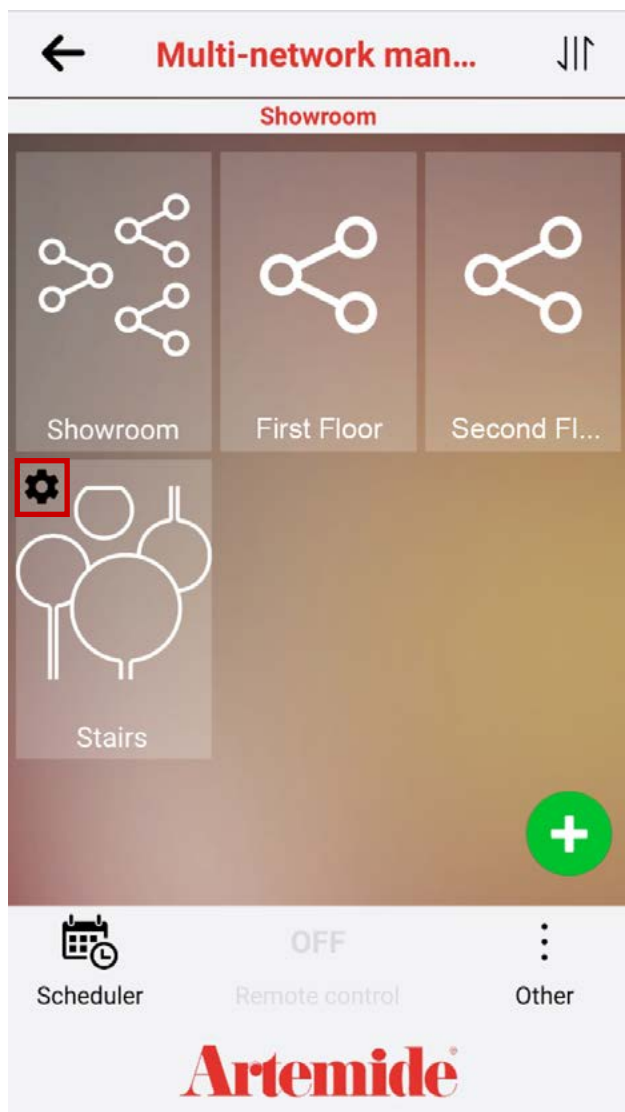 Multi-network man...
Showroom
Showroom
First Floor
Second Fl...
Stairs
OFF
Scheduler
Remote control
Other
Artemide